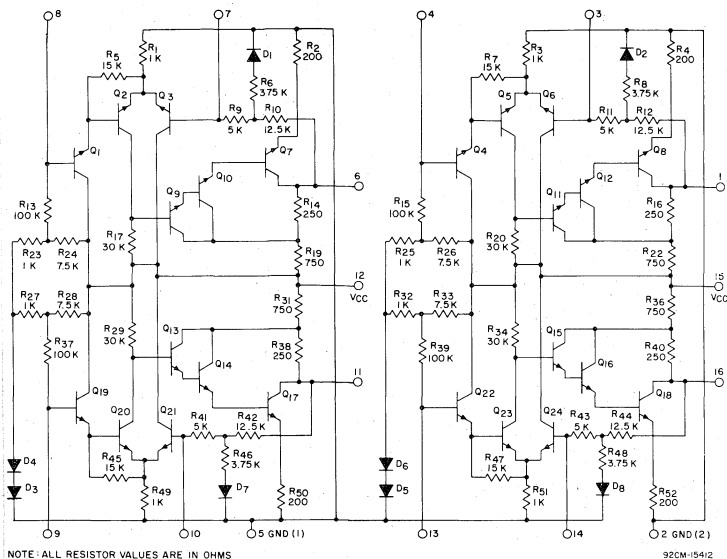 8
7
4
3
R1
1K
R5
15 K
D1
R2
200
Q2
Q3
R6
3.75 K
R9
5 K
R10
12.5 K
Q1
Q7
Q10
Q9
6
R13
100 K
R14
250
R17
30 K
R23
1 K
R24
7.5 K
R19
750
12
VCC
R27
1 K
R28
7.5 K
R31
750
R29
30 K
Q13
R38
250
R37
100 K
Q14
11
Q17
Q19
Q20
Q21
R41
5 K
R42
12.5 K
R45
15 K
R46
3.75 K
D4
D3
R49
1 K
D7
R50
200
9
10
5 GND (1)
R3
1K
R7
15 K
D2
R4
200
Q5
Q6
R8
3.75 K
R11
5 K
R12
12.5 K
Q4
Q8
Q12
Q11
1
R15
100 K
R16
250
R20
30 K
R25
1 K
R26
7.5 K
R22
750
15
VCC
R32
1 K
R33
7.5 K
R36
750
R34
30 K
Q15
R40
250
R39
100 K
Q16
16
Q18
Q22
Q23
Q24
R43
5 K
R44
12.5 K
R47
15 K
R48
3.75 K
D6
D5
R51
1 K
D8
R52
200
13
14
2 GND (2)
NOTE: ALL RESISTOR VALUES ARE IN OHMS
92CM-15412